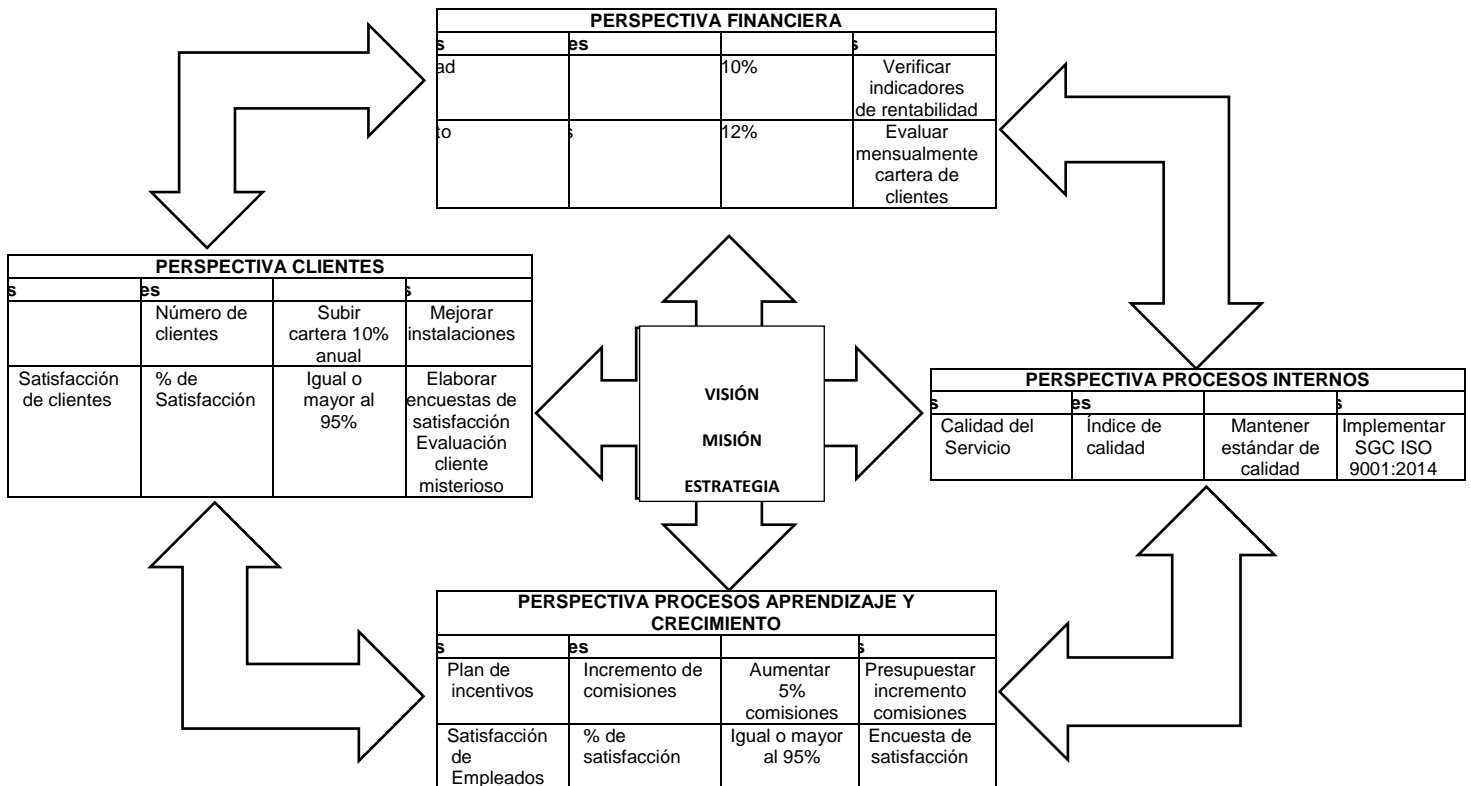 PERSPECTIVA FINANCIERA
s es s
ad 10% Verificar
indicadores
de rentabilidad
to s 12% Evaluar
mensualmente
cartera de
clientes
PERSPECTIVA CLIENTES
s es s
Número de Subir Mejorar
clientes cartera 10% instalaciones
anual
Satisfacción % de Igual o Elaborar
de clientes Satisfacción mayor al encuestas de
95% satisfacción
Evaluación
cliente
misterioso
VISIÓN
MISIÓN
ESTRATEGIA
PERSPECTIVA PROCESOS INTERNOS
s es s
Calidad del Índice de Mantener Implementar
Servicio calidad estándar de SGC ISO
calidad 9001:2014
PERSPECTIVA PROCESOS APRENDIZAJE Y
CRECIMIENTO
s es s
Plan de Incremento de Aumentar Presupuestar
incentivos comisiones 5% incremento
comisiones comisiones
Satisfacción % de Igual o mayor Encuesta de
de satisfacción al 95% satisfacción
Empleados